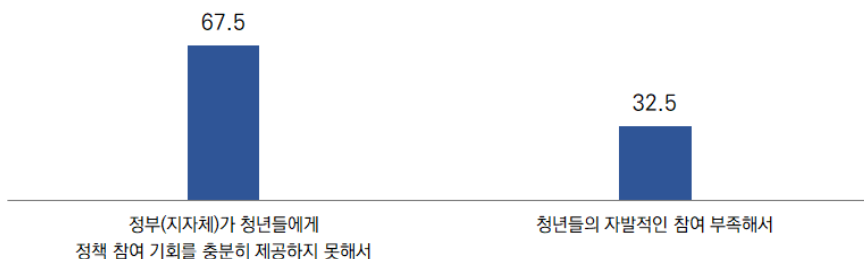 67.5
32.5
정부(지자체)가 청년들에게
정책 참여 기회를 충분히 제공하지 못해서
청년들의 자발적인 참여 부족해서